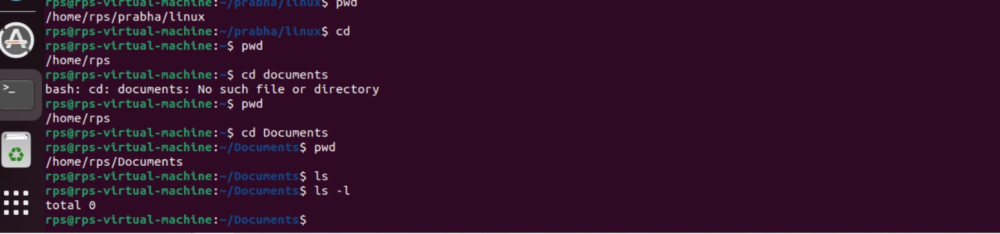 rps@rps-virtual-machine:~/prabha/linux$ pwd
/home/rps/prabha/linux
rps@rps-virtual-machine:~/prabha/linux$ cd
rps@rps-virtual-machine:~$ pwd
/home/rps
rps@rps-virtual-machine:~$ cd documents
bash: cd: documents: No such file or directory
rps@rps-virtual-machine:~$ pwd
/home/rps
rps@rps-virtual-machine:~$ cd Documents
rps@rps-virtual-machine:~/Documents$ pwd
/home/rps/Documents
rps@rps-virtual-machine:~/Documents$ ls
rps@rps-virtual-machine:~/Documents$ ls -l
total 0
rps@rps-virtual-machine:~/Documents$